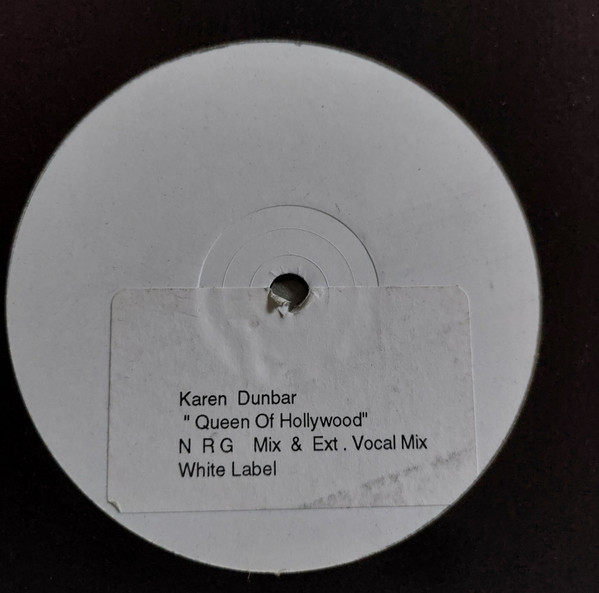 Karen Dunbar
" Queen Of Hollywood"
N R G Mix & Ext . Vocal Mix
White Label